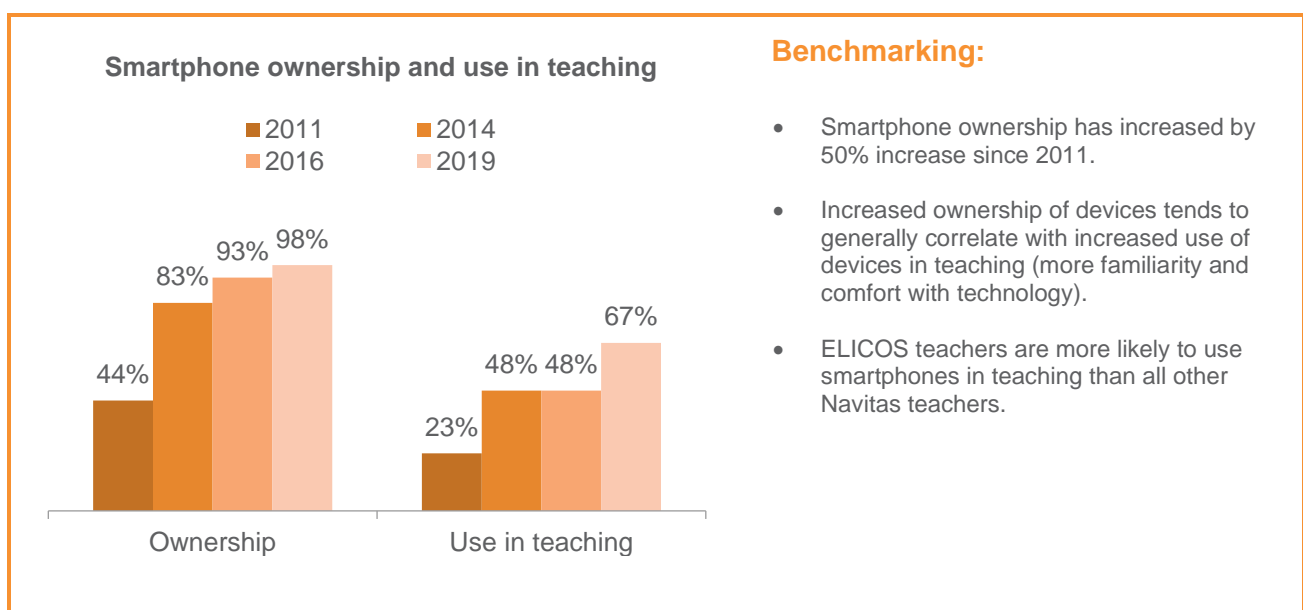 Smartphone ownership and use in teaching
2011 2014
2016 2019
44%
83%
93%
98%
23%
48%
48%
67%
Ownership
Use in teaching
Benchmarking:
• Smartphone ownership has increased by
50% increase since 2011.
• Increased ownership of devices tends to
generally correlate with increased use of
devices in teaching (more familiarity and
comfort with technology).
• ELICOS teachers are more likely to use
smartphones in teaching than all other
Navitas teachers.